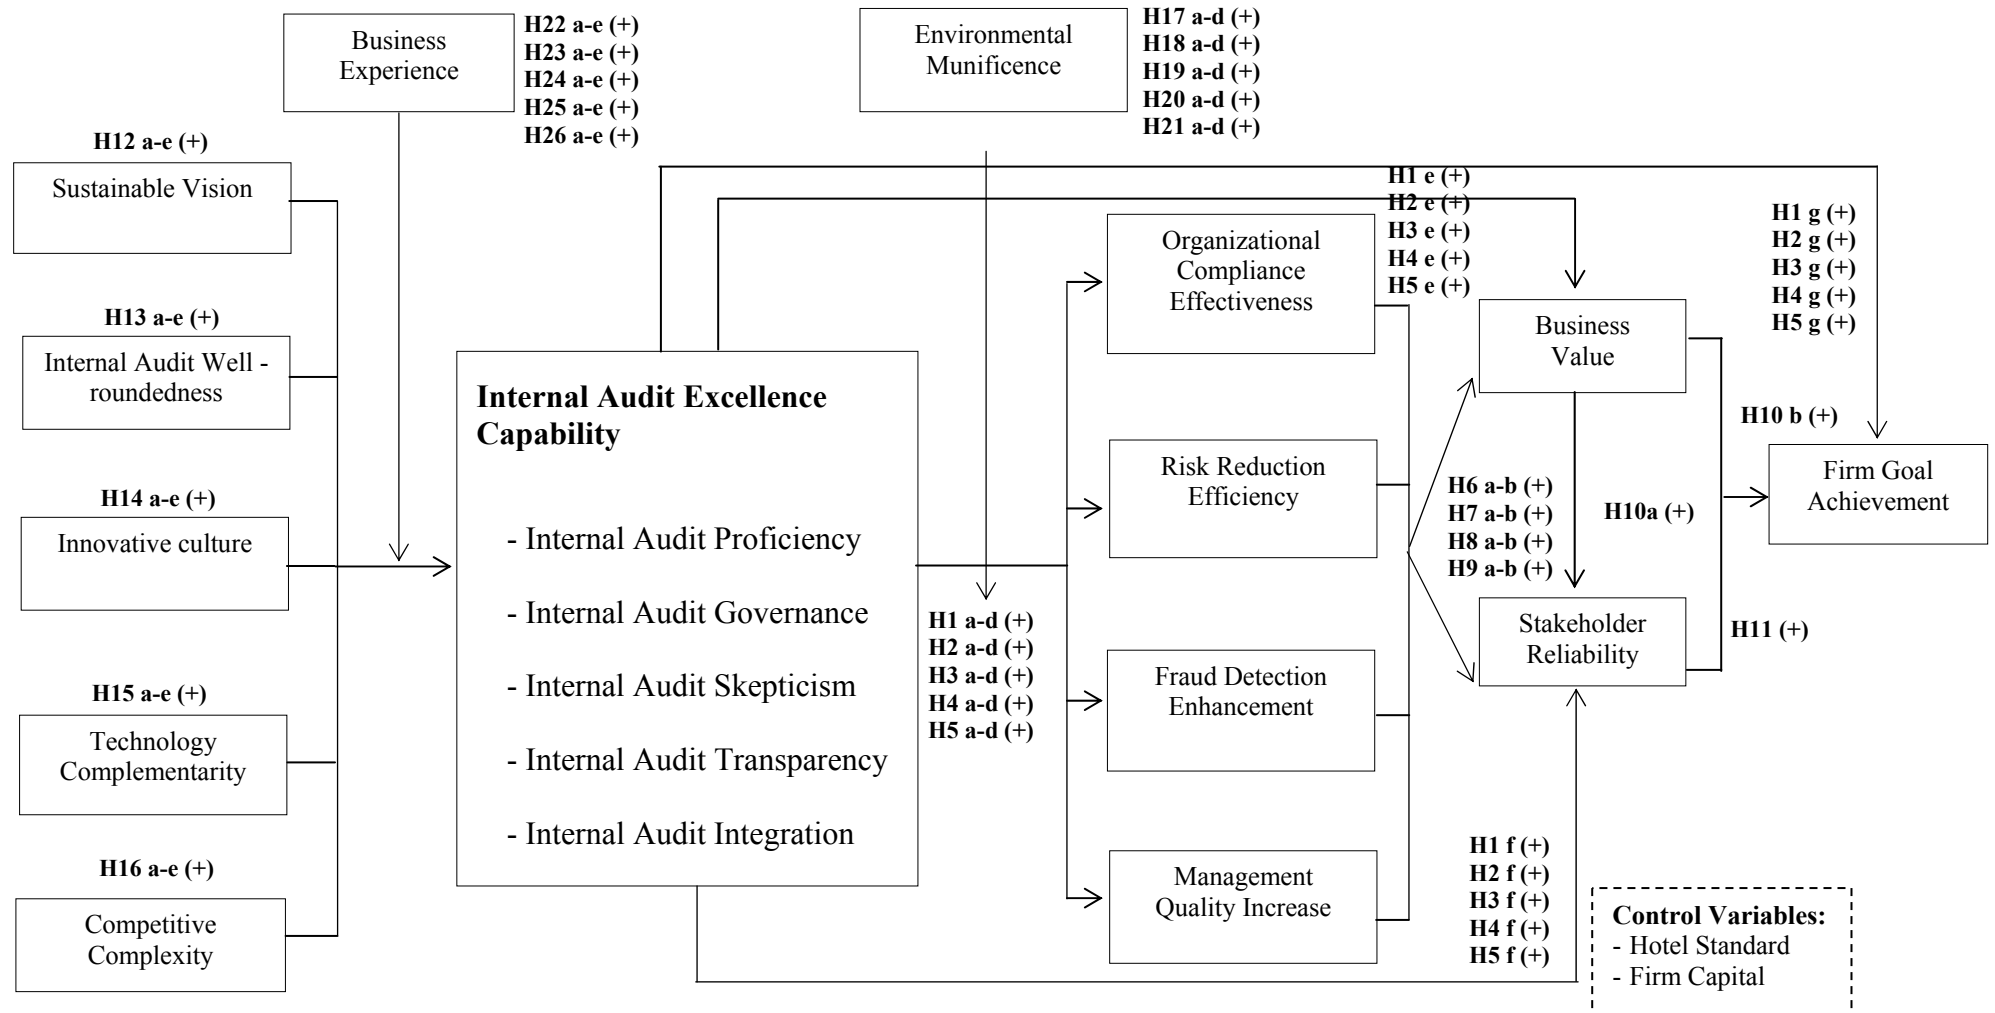 Business
Experience
H22 a-e (+)
H23 a-e (+)
H24 a-e (+)
H25 a-e (+)
H26 a-e (+)
Environmental
Munificence
H17 a-d (+)
H18 a-d (+)
H19 a-d (+)
H20 a-d (+)
H21 a-d (+)
H12 a-e (+)
Sustainable Vision
H13 a-e (+)
Internal Audit Well -
roundedness
H14 a-e (+)
Innovative culture
H15 a-e (+)
Technology
Complementarity
H16 a-e (+)
Competitive
Complexity
Internal Audit Excellence
Capability
- Internal Audit Proficiency
- Internal Audit Governance
- Internal Audit Skepticism
- Internal Audit Transparency
- Internal Audit Integration
H1 a-d (+)
H2 a-d (+)
H3 a-d (+)
H4 a-d (+)
H5 a-d (+)
Organizational
Compliance
Effectiveness
Risk Reduction
Efficiency
Fraud Detection
Enhancement
Management
Quality Increase
H1 e (+)
H2 e (+)
H3 e (+)
H4 e (+)
H5 e (+)
H6 a-b (+)
H7 a-b (+)
H8 a-b (+)
H9 a-b (+)
Business
Value
H10a (+)
Stakeholder
Reliability
H1 f (+)
H2 f (+)
H3 f (+)
H4 f (+)
H5 f (+)
H1 g (+)
H2 g (+)
H3 g (+)
H4 g (+)
H5 g (+)
H10 b (+)
H11 (+)
Firm Goal
Achievement
Control Variables:
- Hotel Standard
- Firm Capital